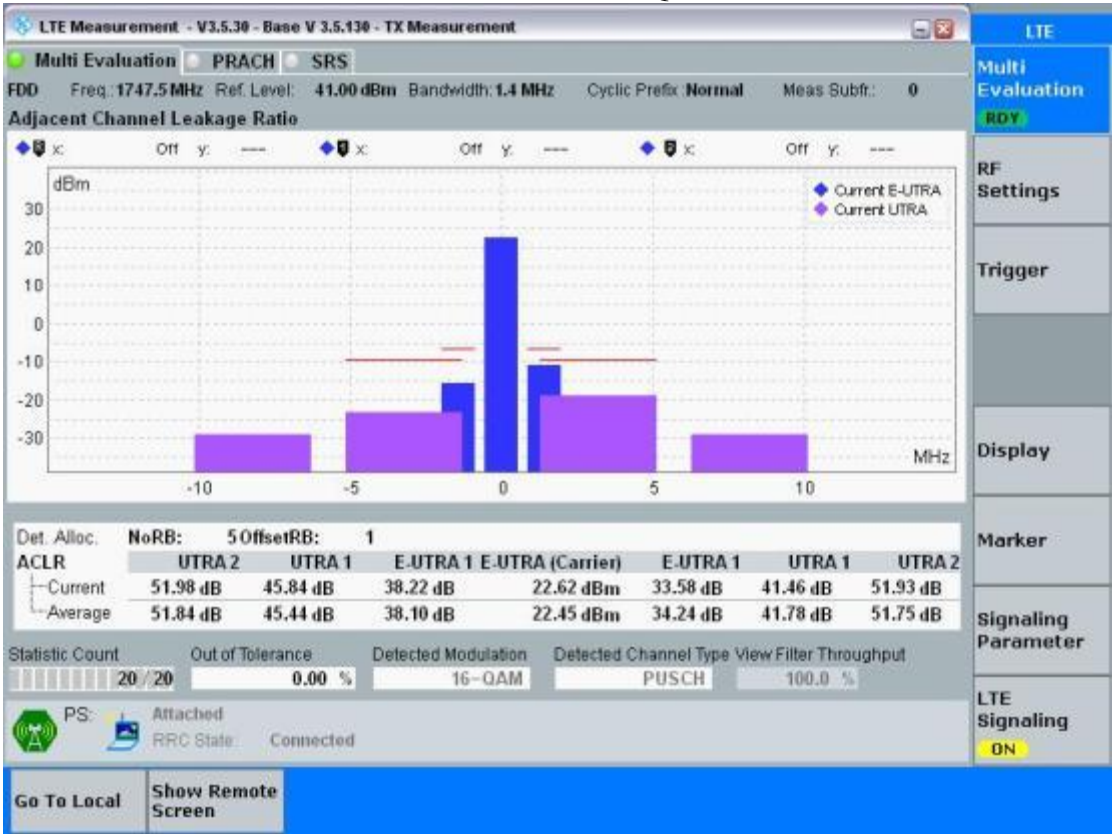 LTE Measurement - V3.5.30 - Base V 3.5.130 - TX Measurement
Multi Evaluation PRACH SRS
FDD Freq.: 1747.5 MHz Ref. Level: 41.00 dBm Bandwidth: 1.4 MHz Cyclic Prefix: Normal Meas Subfr.: 0
Adjacent Channel Leakage Ratio
x: Off y: --- x: Off y: --- x: Off y: ---
dBm
Current E-UTRA
Current UTRA
30
20
10
0
-10
-20
-30
MHz
-10 -5 0 5 10
Det. Alloc. NoRB: 5 OffsetRB: 1
ACLR UTRA 2 UTRA 1 E-UTRA 1 E-UTRA (Carrier) E-UTRA 1 UTRA 1 UTRA 2
Current 51.98 dB 45.84 dB 38.22 dB 22.62 dBm 33.58 dB 41.46 dB 51.93 dB
Average 51.84 dB 45.44 dB 38.10 dB 22.45 dBm 34.24 dB 41.78 dB 51.75 dB
Statistic Count Out of Tolerance Detected Modulation Detected Channel Type View Filter Throughput
20 / 20 0.00 % 16-QAM PUSCH 100.0 %
PS: Attached
RRC State: Connected
LTE
Multi
Evaluation
RDY
RF
Settings
Trigger
Display
Marker
Signaling
Parameter
LTE
Signaling
ON
Go To Local
Show Remote
Screen